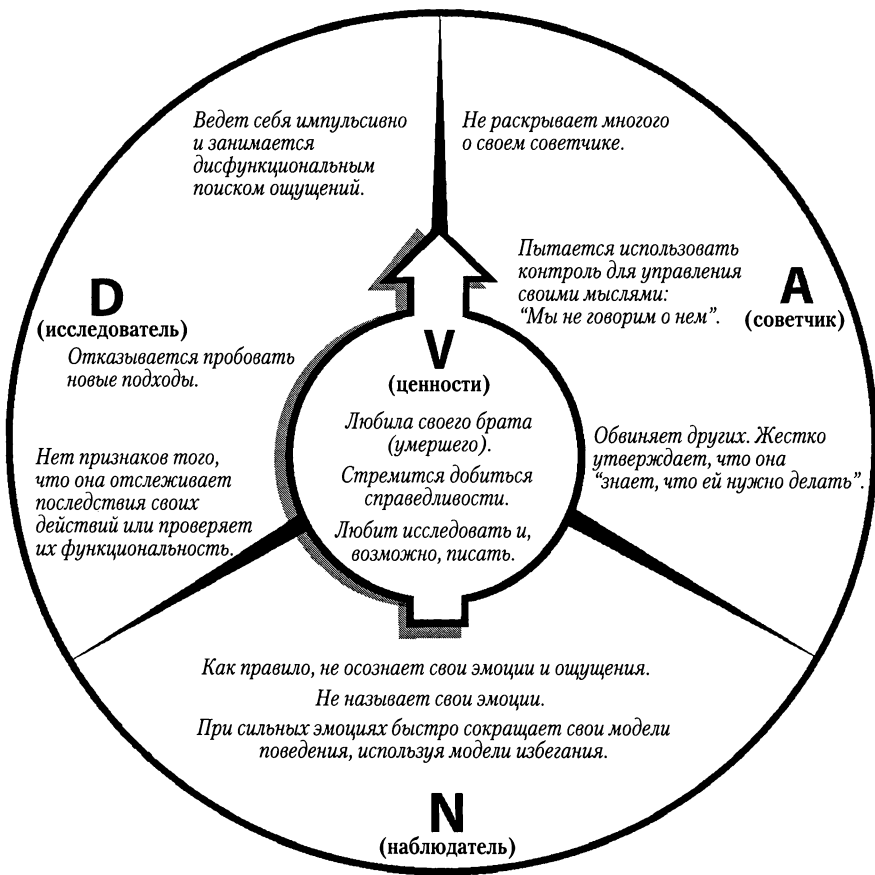 Ведет себя импульсивно
и занимается
дисфункциональным
поиском ощущений.
Не раскрывает многого
о своем советчике.
Пытается использовать
контроль для управления
своими мыслями:
“Мы не говорим о нем”.
D
(исследователь)
A
(советчик)
Отказывается пробовать
новые подходы.
V
(ценности)
Любила своего брата
(умершего).
Стремится добиться
справедливости.
Любит исследовать и,
возможно, писать.
Нет признаков того,
что она отслеживает
последствия своих
действий или проверяет
их функциональность.
Обвиняет других. Жестко
утверждает, что она
“знает, что ей нужно делать”.
Как правило, не осознает свои эмоции и ощущения.
Не называет свои эмоции.
При сильных эмоциях быстро сокращает свои модели
поведения, используя модели избегания.
N
(наблюдатель)